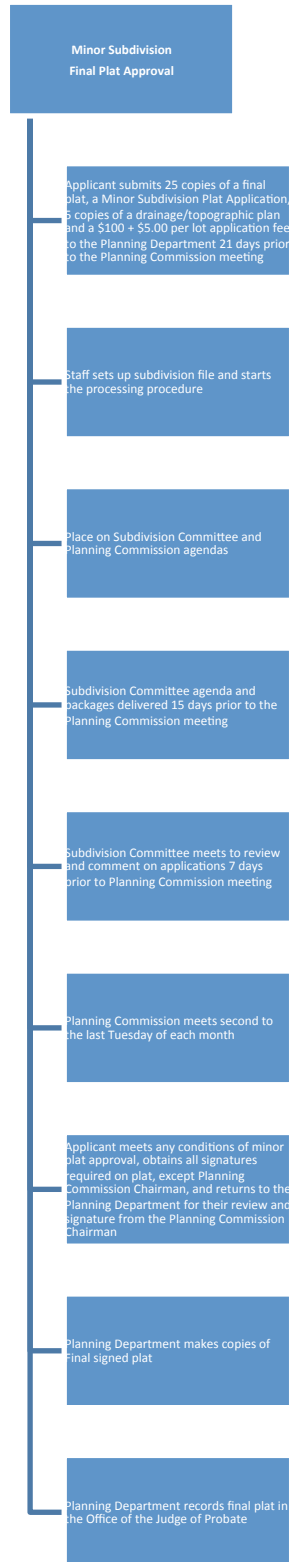 Minor Subdivision
Final Plat Approval
Applicant submits 25 copies of a final
plat, a Minor Subdivision Plat Application,
5 copies of a drainage/topographic plan
and a $100 + $5.00 per lot application fee
to the Planning Department 21 days prior
to the Planning Commission meeting
Staff sets up subdivision file and starts
the processing procedure
Place on Subdivision Committee and
Planning Commission agendas
Subdivision Committee agenda and
packages delivered 15 days prior to the
Planning Commission meeting
Subdivision Committee meets to review
and comment on applications 7 days
prior to Planning Commission meeting
Planning Commission meets second to
the last Tuesday of each month
Applicant meets any conditions of minor
plat approval, obtains all signatures
required on plat, except Planning
Commission Chairman, and returns to the
Planning Department for their review and
signature from the Planning Commission
Chairman
Planning Department makes copies of
Final signed plat
Planning Department records final plat in
the Office of the Judge of Probate